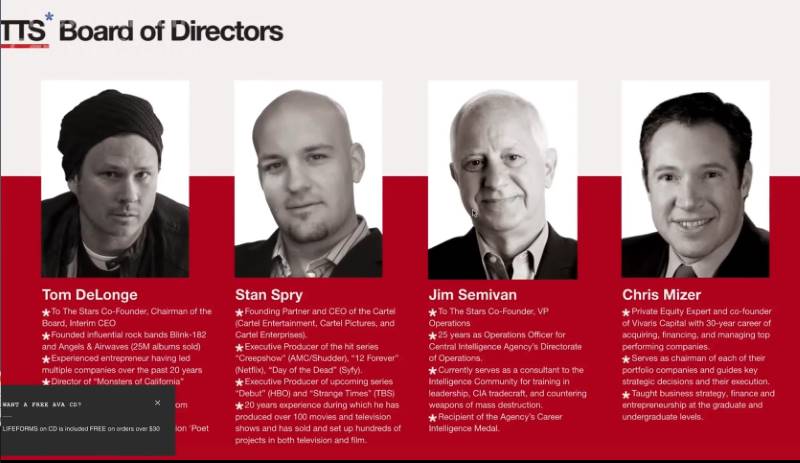 TTS* Board of Directors
Tom DeLonge
To The Stars Co-Founder, Chairman of the
Board, Interim CEO
Founded influential rock bands Blink-182
and Angels & Airwaves (25M albums sold)
Experienced entrepreneur having led
multiple companies over the past 20 years
Director of "Monsters of California"
om
ion 'Poet
WANT A FREE AVA CD?
×
LIFEFORMS on CD is included FREE on orders over $30
Stan Spry
Founding Partner and CEO of the Cartel
(Cartel Entertainment, Cartel Pictures, and
Cartel Enterprises).
Executive Producer of the hit series
"Creepshow" (AMC/Shudder), "12 Forever"
(Netflix), "Day of the Dead" (Syfy).
Executive Producer of upcoming series
"Debut" (HBO) and "Strange Times" (TBS)
20 years experience during which he has
produced over 100 movies and television
shows and has sold and set up hundreds of
projects in both television and film.
Jim Semivan
To The Stars Co-Founder, VP
Operations
25 years as Operations Officer for
Central Intelligence Agency's Directorate
of Operations.
Currently serves as a consultant to the
Intelligence Community for training in
leadership, CIA tradecraft, and countering
weapons of mass destruction.
Recipient of the Agency's Career
Intelligence Medal.
Chris Mizer
Private Equity Expert and co-founder
of Vivaris Capital with 30-year career of
acquiring, financing, and managing top
performing companies.
Serves as chairman of each of their
portfolio companies and guides key
strategic decisions and their execution.
Taught business strategy, finance and
entrepreneurship at the graduate and
undergraduate levels.